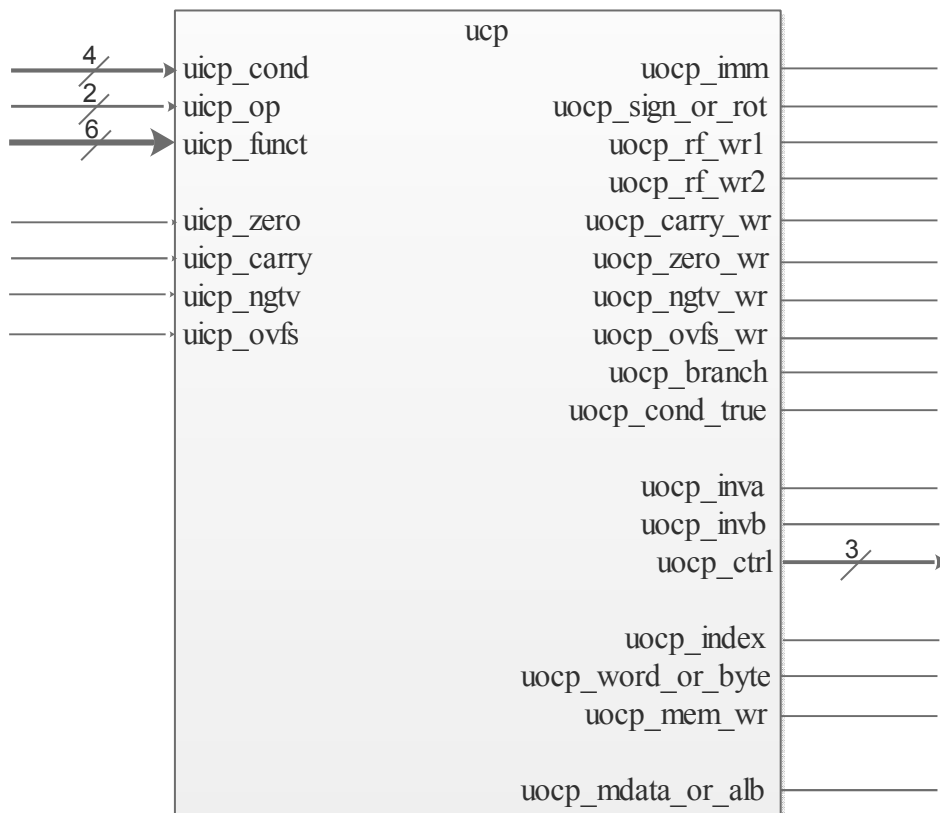 ucp
4
uicp_cond
uocp_imm
2
uicp_op
uocp_sign_or_rot
6
uicp_funct
uocp_rf_wr1
uocp_rf_wr2
uicp_zero
uocp_carry_wr
uicp_carry
uocp_zero_wr
uicp_ngtv
uocp_ngtv_wr
uicp_ovfs
uocp_ovfs_wr
uocp_branch
uocp_cond_true
uocp_inva
uocp_invb
uocp_ctrl
3
uocp_index
uocp_word_or_byte
uocp_mem_wr
uocp_mdata_or_alb